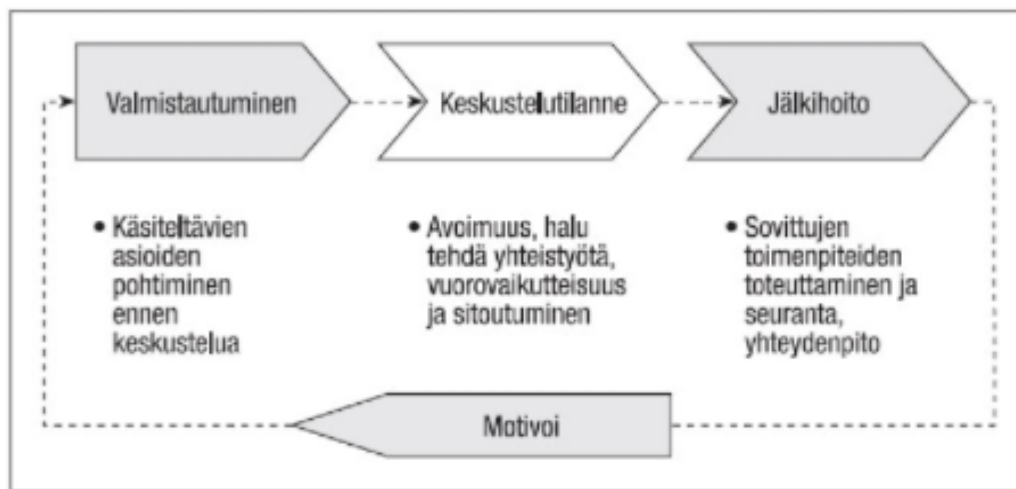 Valmistautuminen
Keskustelutilanne
Jälkihoito
• Käsiteltävien
asioiden
pohtiminen
ennen
keskustelua
• Avoimuus, halu
tehdä yhteistyötä,
vuorovaikutteisuus
ja sitoutuminen
• Sovittujen
toimenpiteiden
toteuttaminen ja
seuranta,
yhteydenpito
Motivoi